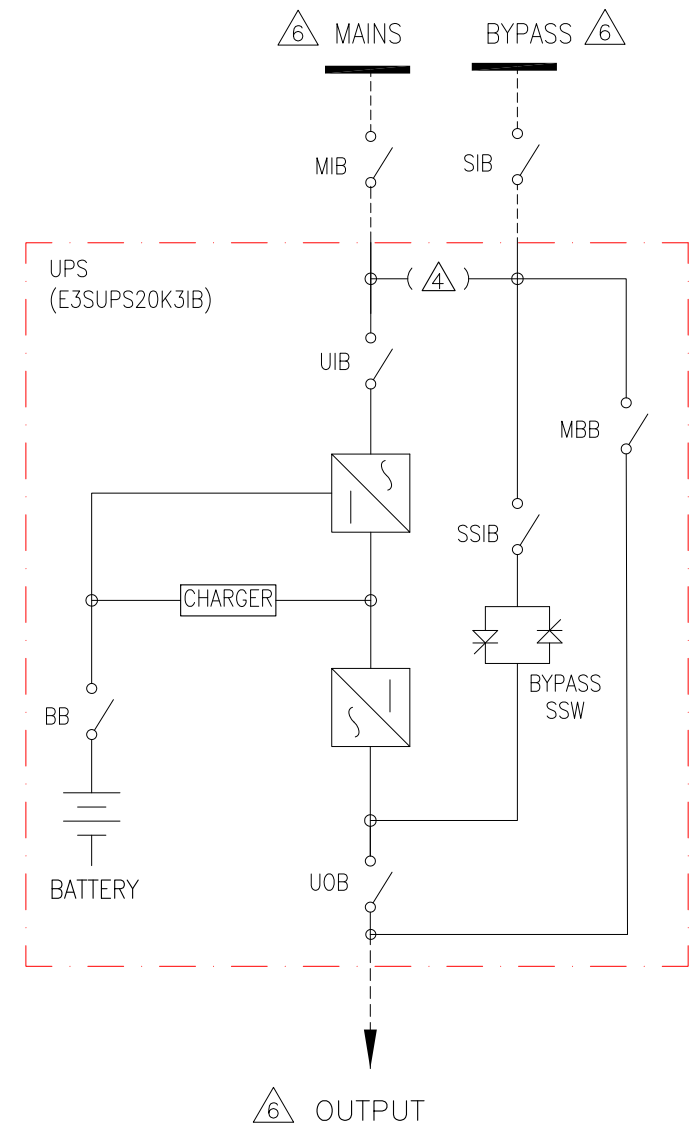 6 MAINS
BYPASS 6
MIB
SIB
UPS
(E3SUPS20K3IB)
4
UIB
MBB
SSIB
CHARGER
BYPASS
SSW
BB
BATTERY
UOB
6 OUTPUT